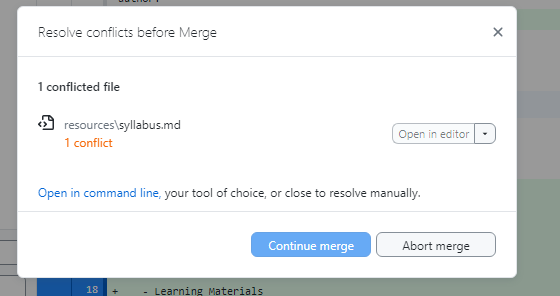 author:
Resolve conflicts before Merge
1 conflicted file
resources\syllabus.md
1 conflict
Open in editor
Open in command line, your tool of choice, or close to resolve manually.
Continue merge
Abort merge
18 + - Learning Materials